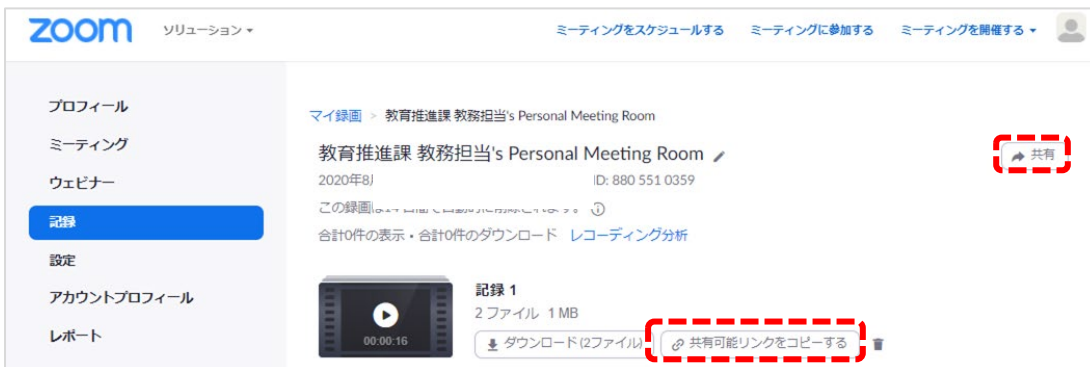 zoom ソリューション ミーティングをスケジュールする ミーティングに参加する ミーティングを開催する
プロフィール
マイ録画 > 教育推進課 教務担当's Personal Meeting Room
ミーティング
教育推進課 教務担当's Personal Meeting Room
共有
ウェビナー
2020年8 ID: 880 551 0359
記録
この録画は
合計0件の表示・合計0件のダウンロード レコーディング分析
設定
アカウントプロフィール
レポート
記録 1
2 ファイル 1 MB
00:00:16
ダウンロード (2ファイル) 共有可能リンクをコピーする